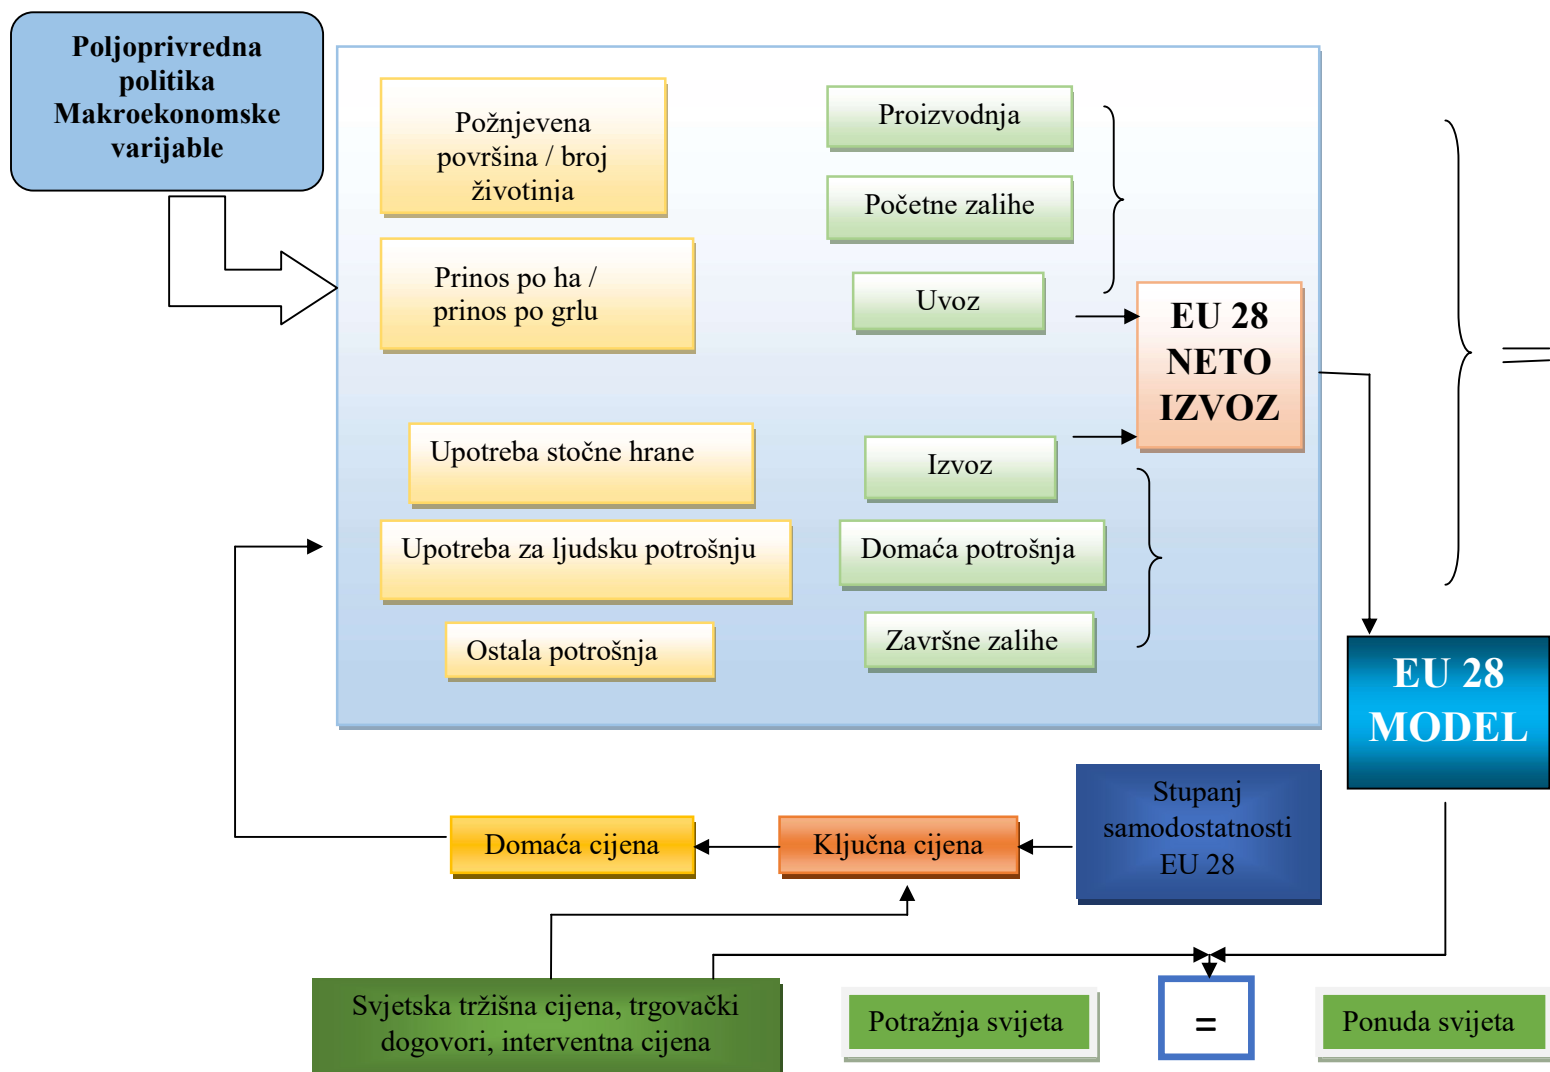 Poljoprivredna
politika
Makroekonomske
varijable
Požnjevena
površina / broj
životinja
Prinos po ha /
prinos po grlu
Upotreba stočne hrane
Upotreba za ljudsku potrošnju
Ostala potrošnja
Proizvodnja
Početne zalihe
Uvoz
Izvoz
Domaća potrošnja
Završne zalihe
EU 28
NETO
IZVOZ
EU 28
MODEL
Stupanj
samodostatnosti
EU 28
Ključna cijena
Domaća cijena
Svjetska tržišna cijena, trgovački
dogovori, interventna cijena
Potražnja svijeta
=
Ponuda svijeta